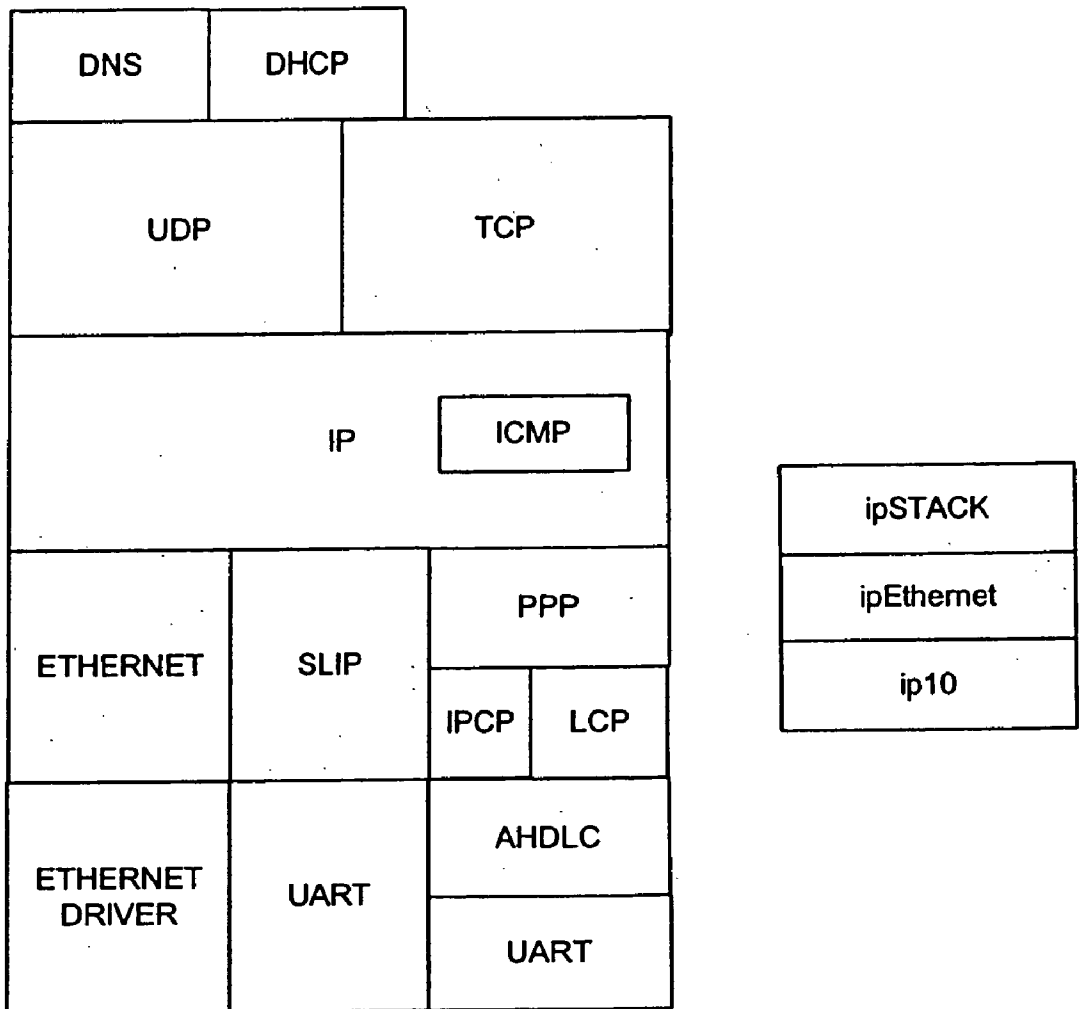 DNS
DHCP
UDP
TCP
IP
ICMP
ETHERNET
SLIP
PPP
IPCP
LCP
ETHERNET
DRIVER
UART
AHDLC
UART
ipSTACK
ipEthernet
ip10